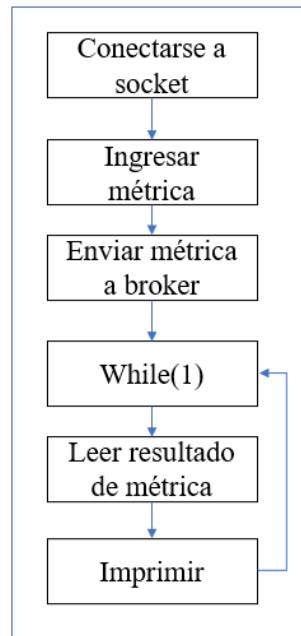 Conectarse a
socket
Ingresar
métrica
Enviar métrica
a broker
While(1)
Leer resultado
de métrica
Imprimir